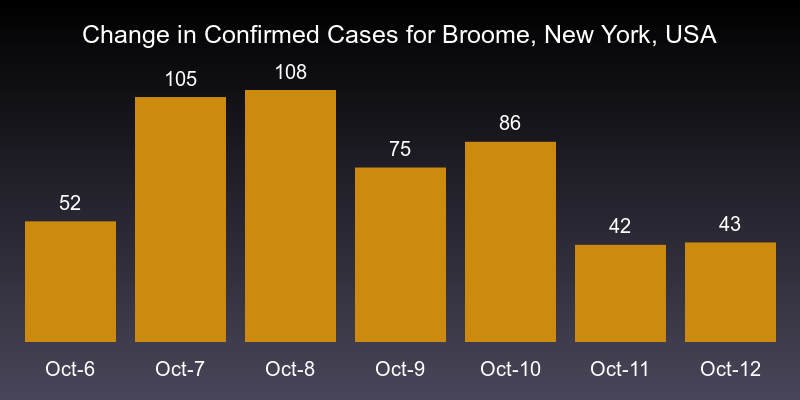 Change in Confirmed Cases for Broome, New York, USA
52 105 108 75 86 42 43
Oct-6 Oct-7 Oct-8 Oct-9 Oct-10 Oct-11 Oct-12